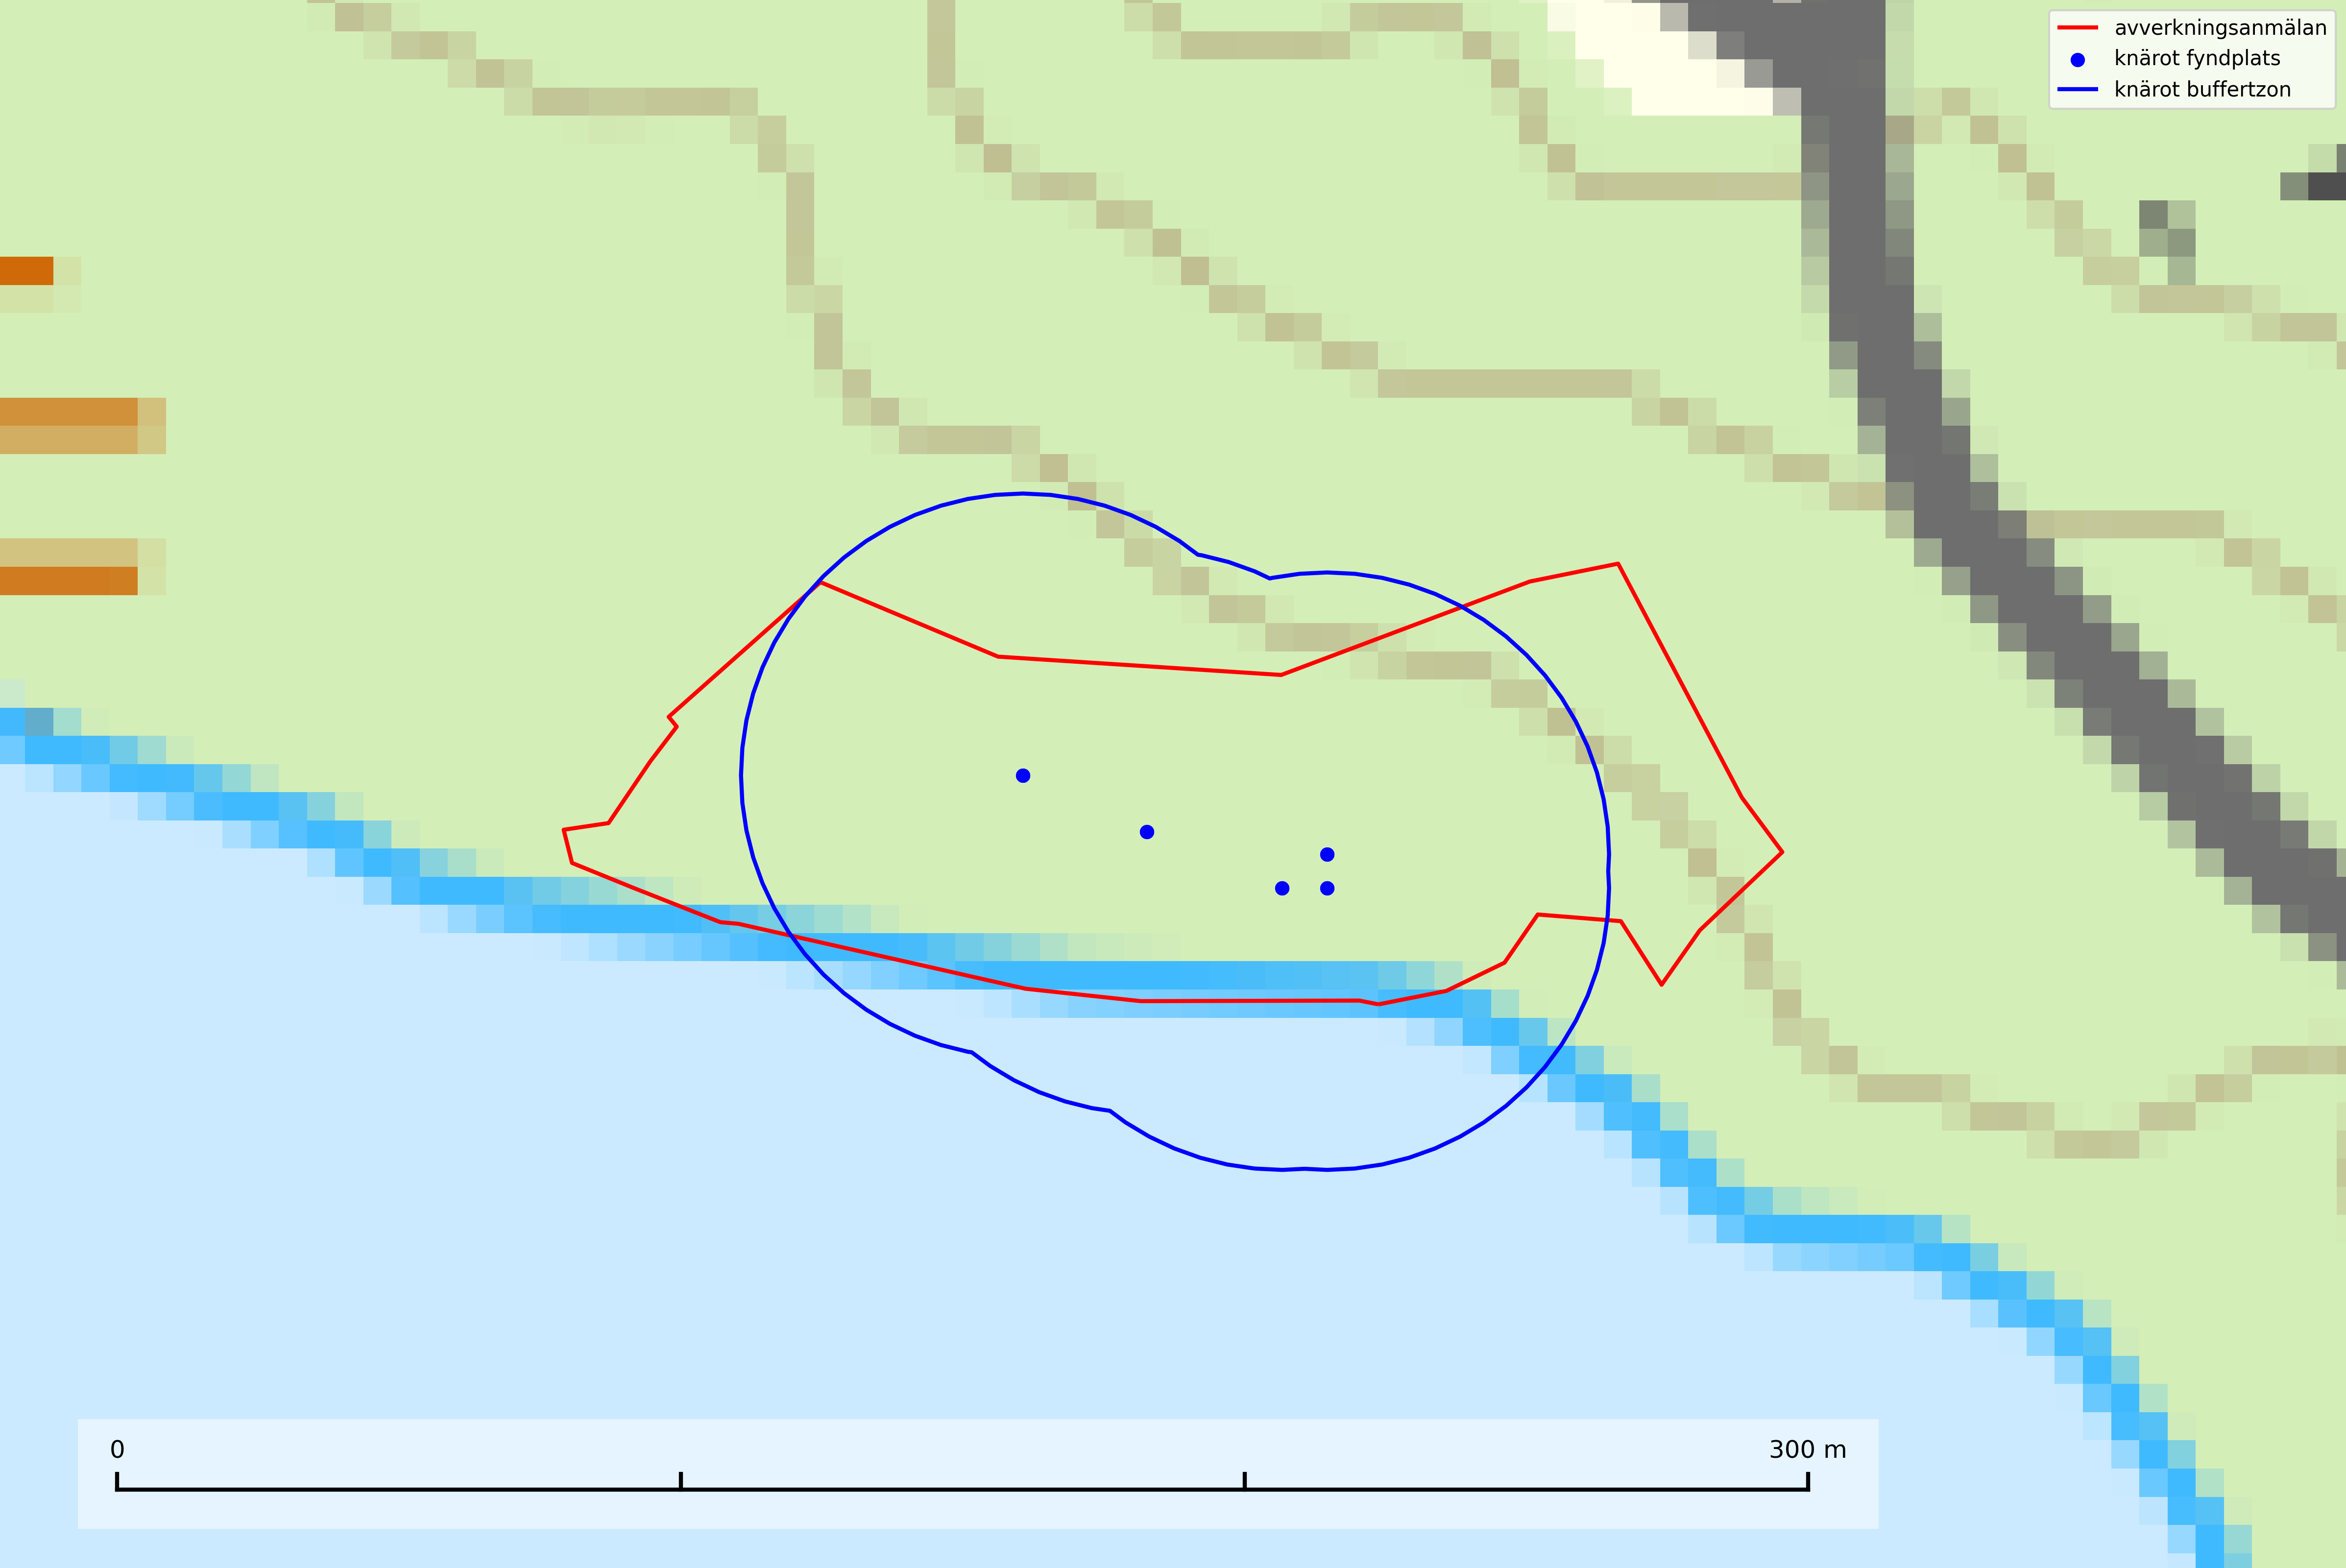 avverkningsanmälan
knärot fyndplats
knärot buffertzon
0
300 m